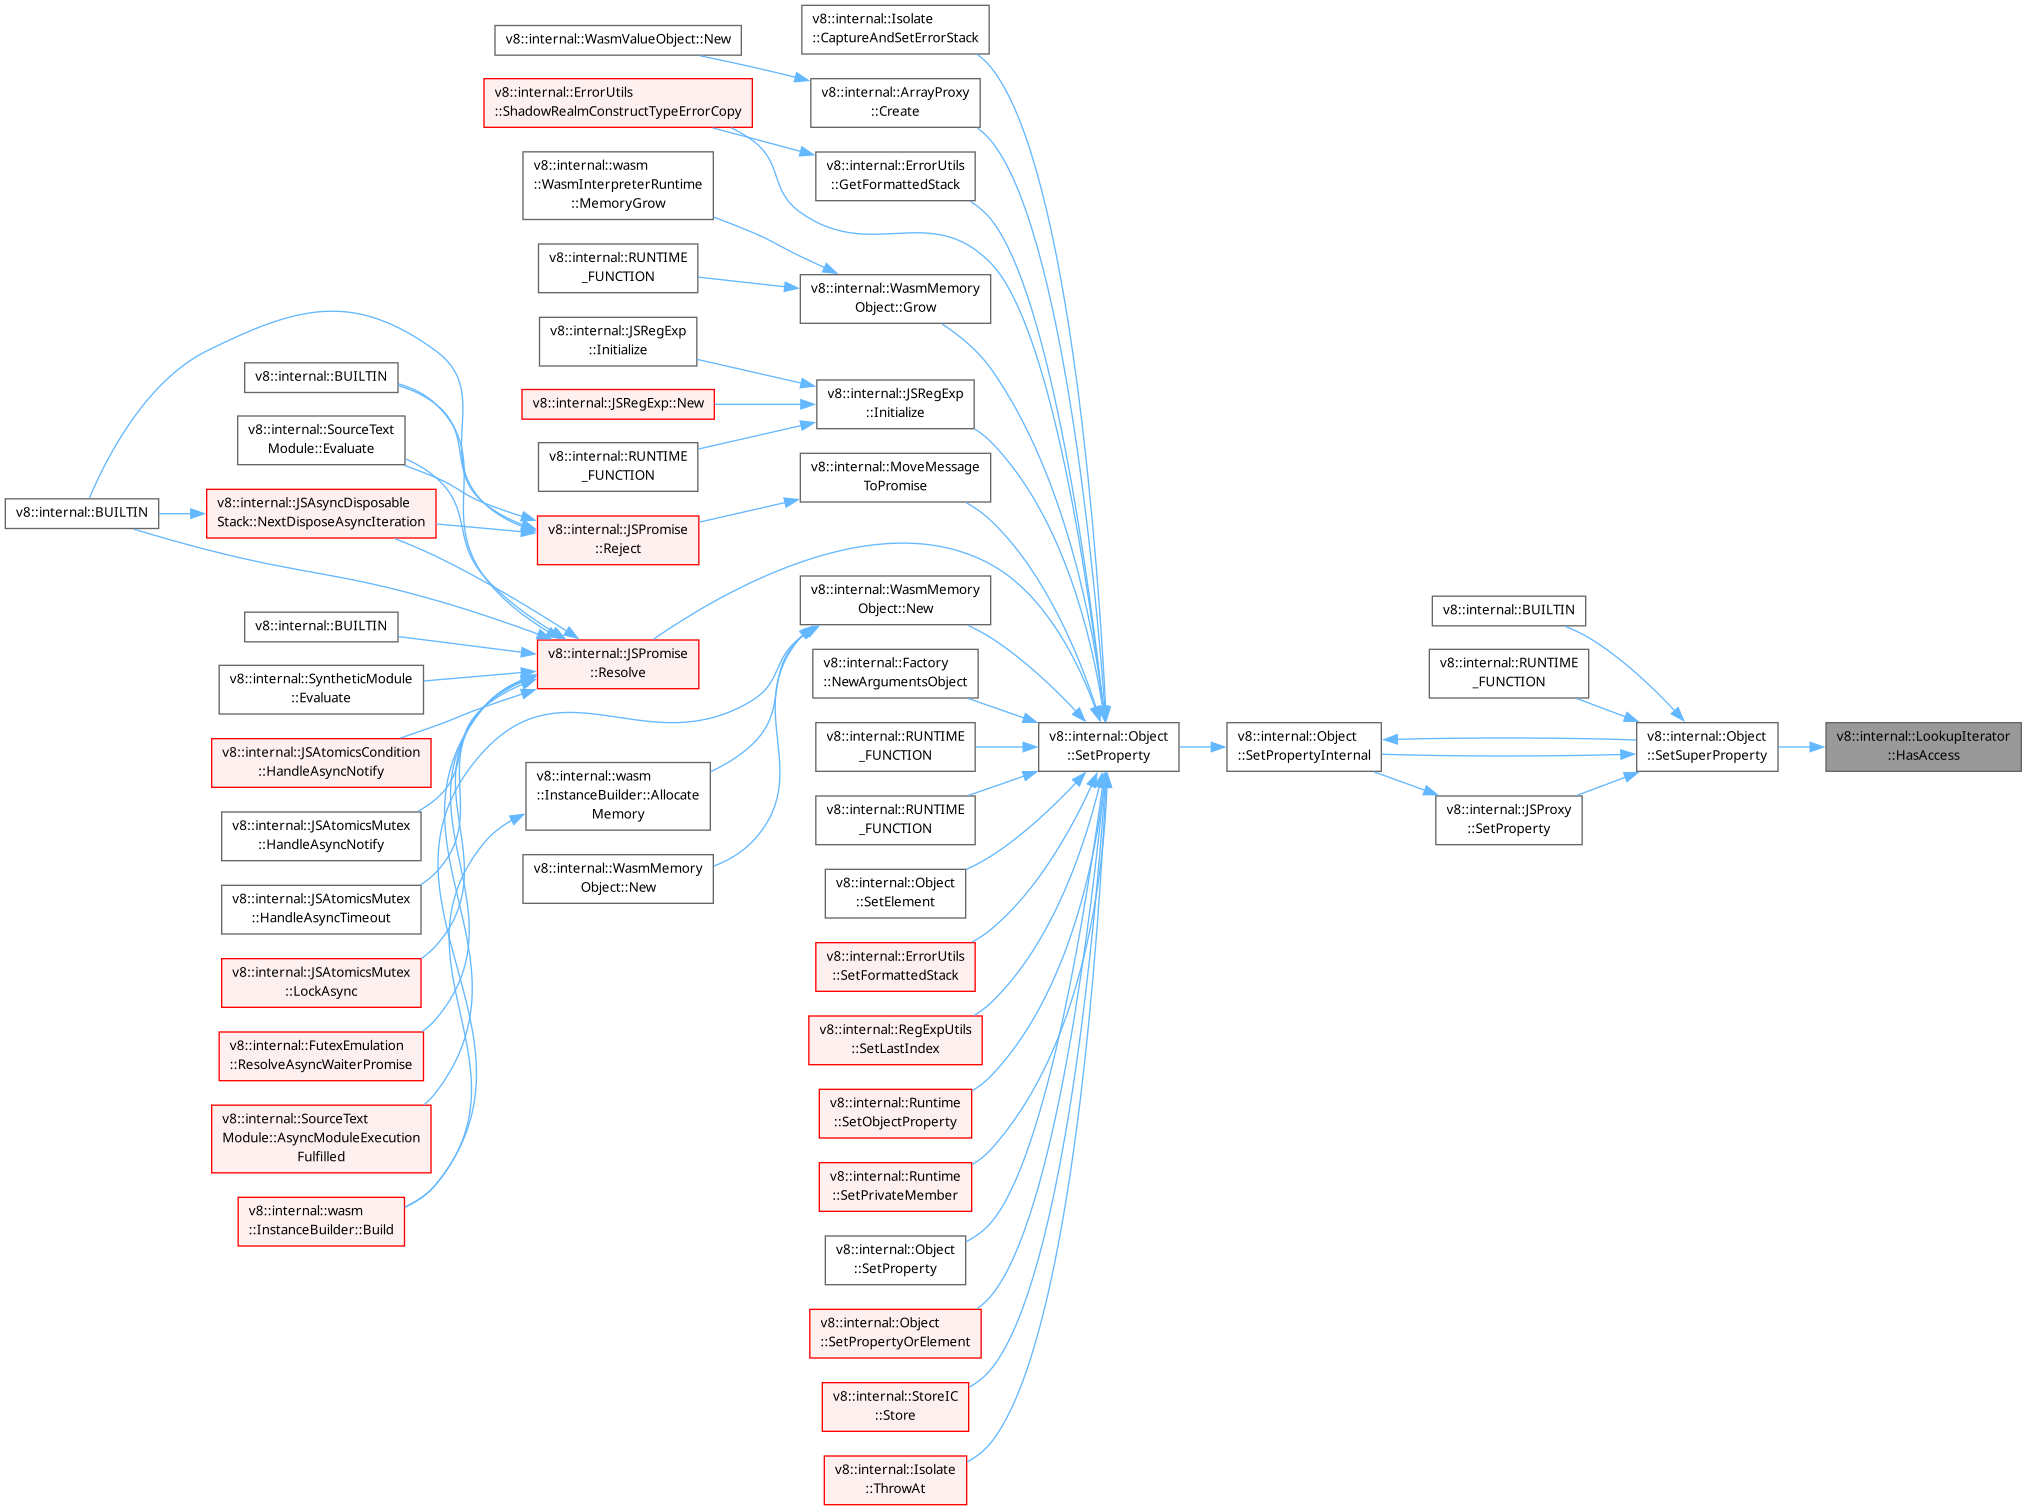 v8::internal::Isolate
::CaptureAndSetErrorStack
v8::internal::WasmValueObject::New
v8::internal::ErrorUtils
::ShadowRealmConstructTypeErrorCopy
v8::internal::ArrayProxy
::Create
v8::internal::wasm
::WasmInterpreterRuntime
::MemoryGrow
v8::internal::ErrorUtils
::GetFormattedStack
v8::internal::RUNTIME
_FUNCTION
v8::internal::WasmMemory
Object::Grow
v8::internal::JSRegExp
::Initialize
v8::internal::JSRegExp::New
v8::internal::JSRegExp
::Initialize
v8::internal::RUNTIME
_FUNCTION
v8::internal::MoveMessage
ToPromise
v8::internal::BUILTIN
v8::internal::SourceText
Module::Evaluate
v8::internal::BUILTIN
v8::internal::JSAsyncDisposable
Stack::NextDisposeAsyncIteration
v8::internal::JSPromise
::Reject
v8::internal::WasmMemory
Object::New
v8::internal::BUILTIN
v8::internal::JSPromise
::Resolve
v8::internal::Factory
::NewArgumentsObject
v8::internal::SyntheticModule
::Evaluate
v8::internal::JSAtomicsCondition
::HandleAsyncNotify
v8::internal::RUNTIME
_FUNCTION
v8::internal::Object
::SetProperty
v8::internal::Object
::SetPropertyInternal
v8::internal::BUILTIN
v8::internal::RUNTIME
_FUNCTION
v8::internal::Object
::SetSuperProperty
v8::internal::LookupIterator
::HasAccess
v8::internal::JSProxy
::SetProperty
v8::internal::wasm
::InstanceBuilder::Allocate
Memory
v8::internal::RUNTIME
_FUNCTION
v8::internal::JSAtomicsMutex
::HandleAsyncNotify
v8::internal::WasmMemory
Object::New
v8::internal::Object
::SetElement
v8::internal::JSAtomicsMutex
::HandleAsyncTimeout
v8::internal::ErrorUtils
::SetFormattedStack
v8::internal::JSAtomicsMutex
::LockAsync
v8::internal::RegExpUtils
::SetLastIndex
v8::internal::FutexEmulation
::ResolveAsyncWaiterPromise
v8::internal::Runtime
::SetObjectProperty
v8::internal::SourceText
Module::AsyncModuleExecution
Fulfilled
v8::internal::Runtime
::SetPrivateMember
v8::internal::wasm
::InstanceBuilder::Build
v8::internal::Object
::SetProperty
v8::internal::Object
::SetPropertyOrElement
v8::internal::StoreIC
::Store
v8::internal::Isolate
::ThrowAt